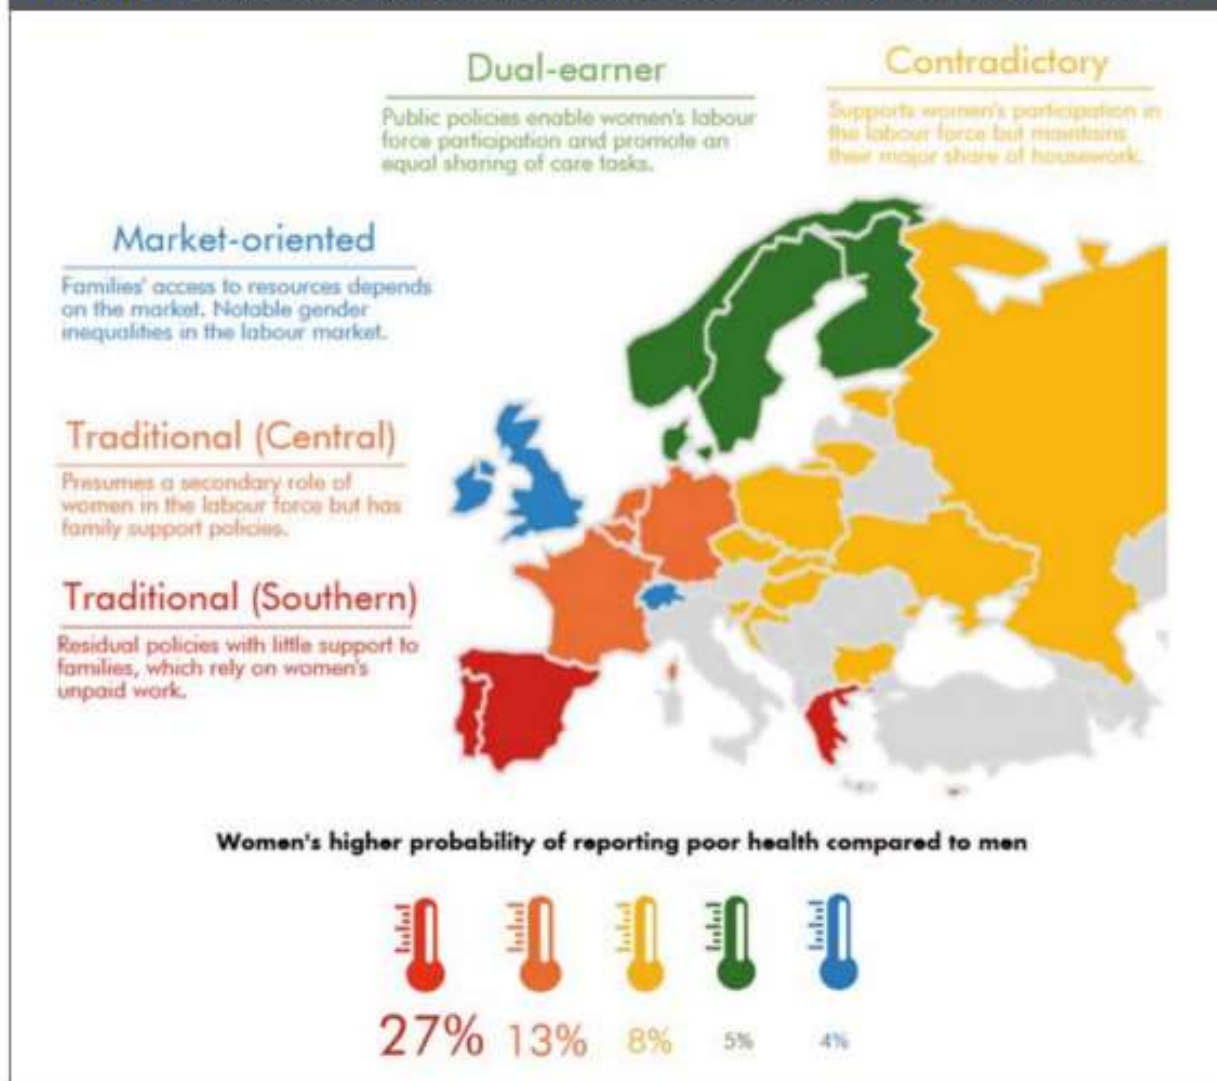 Dual-earner
Public policies enable women's labour
force participation and promote an
equal sharing of care tasks.
Contradictory
Supports women's participation in
the labour force but maintains
their major share of housework.
Market-oriented
Families' access to resources depends
on the market. Notable gender
inequalities in the labour market.
Traditional (Central)
Presumes a secondary role of
women in the labour force but has
family support policies.
Traditional (Southern)
Residual policies with little support to
families, which rely on women's
unpaid work.
Women's higher probability of reporting poor health compared to men
27% 13% 8% 5% 4%